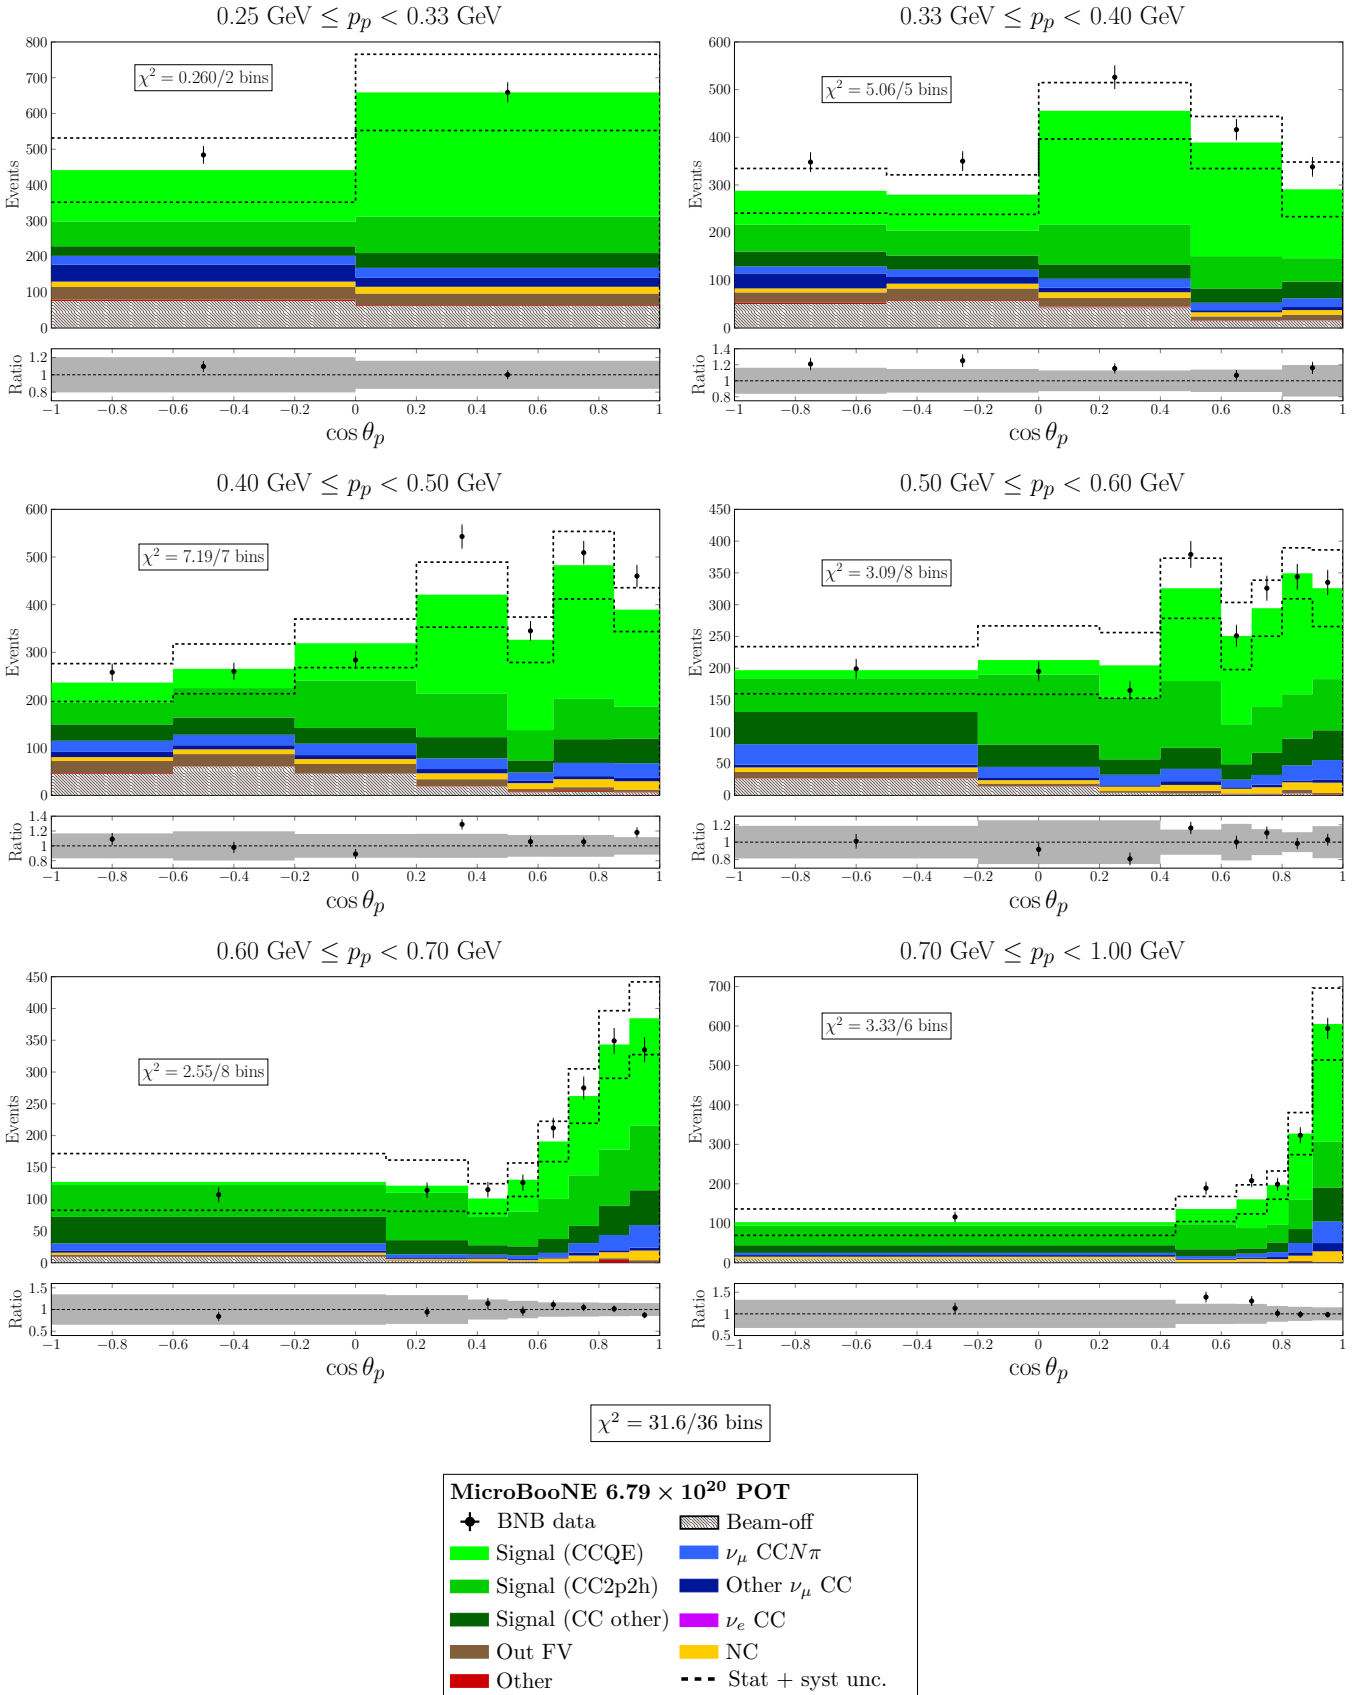 0.25 GeV ≤ p_p < 0.33 GeV
χ² = 0.260/2 bins
Events
800
700
600
500
400
300
200
100
0
Ratio
1.2
1
0.8
−1 −0.8 −0.6 −0.4 −0.2 0 0.2 0.4 0.6 0.8 1
cos θ_p
0.33 GeV ≤ p_p < 0.40 GeV
χ² = 5.06/5 bins
Events
600
500
400
300
200
100
0
Ratio
1.4
1.2
1
0.8
−1 −0.8 −0.6 −0.4 −0.2 0 0.2 0.4 0.6 0.8 1
cos θ_p
0.40 GeV ≤ p_p < 0.50 GeV
χ² = 7.19/7 bins
Events
600
500
400
300
200
100
0
Ratio
1.4
1.2
1
0.8
−1 −0.8 −0.6 −0.4 −0.2 0 0.2 0.4 0.6 0.8 1
cos θ_p
0.50 GeV ≤ p_p < 0.60 GeV
χ² = 3.09/8 bins
Events
450
400
350
300
250
200
150
100
50
0
Ratio
1.2
1
0.8
−1 −0.8 −0.6 −0.4 −0.2 0 0.2 0.4 0.6 0.8 1
cos θ_p
0.60 GeV ≤ p_p < 0.70 GeV
χ² = 2.55/8 bins
Events
450
400
350
300
250
200
150
100
50
0
Ratio
1.5
1
0.5
−1 −0.8 −0.6 −0.4 −0.2 0 0.2 0.4 0.6 0.8 1
cos θ_p
0.70 GeV ≤ p_p < 1.00 GeV
χ² = 3.33/6 bins
Events
700
600
500
400
300
200
100
0
Ratio
1.5
1
0.5
−1 −0.8 −0.6 −0.4 −0.2 0 0.2 0.4 0.6 0.8 1
cos θ_p
χ² = 31.6/36 bins
MicroBooNE 6.79 × 10²⁰ POT
BNB data Beam-off
Signal (CCQE) ν_μ CCNπ
Signal (CC2p2h) Other ν_μ CC
Signal (CC other) ν_e CC
Out FV NC
Other Stat + syst unc.